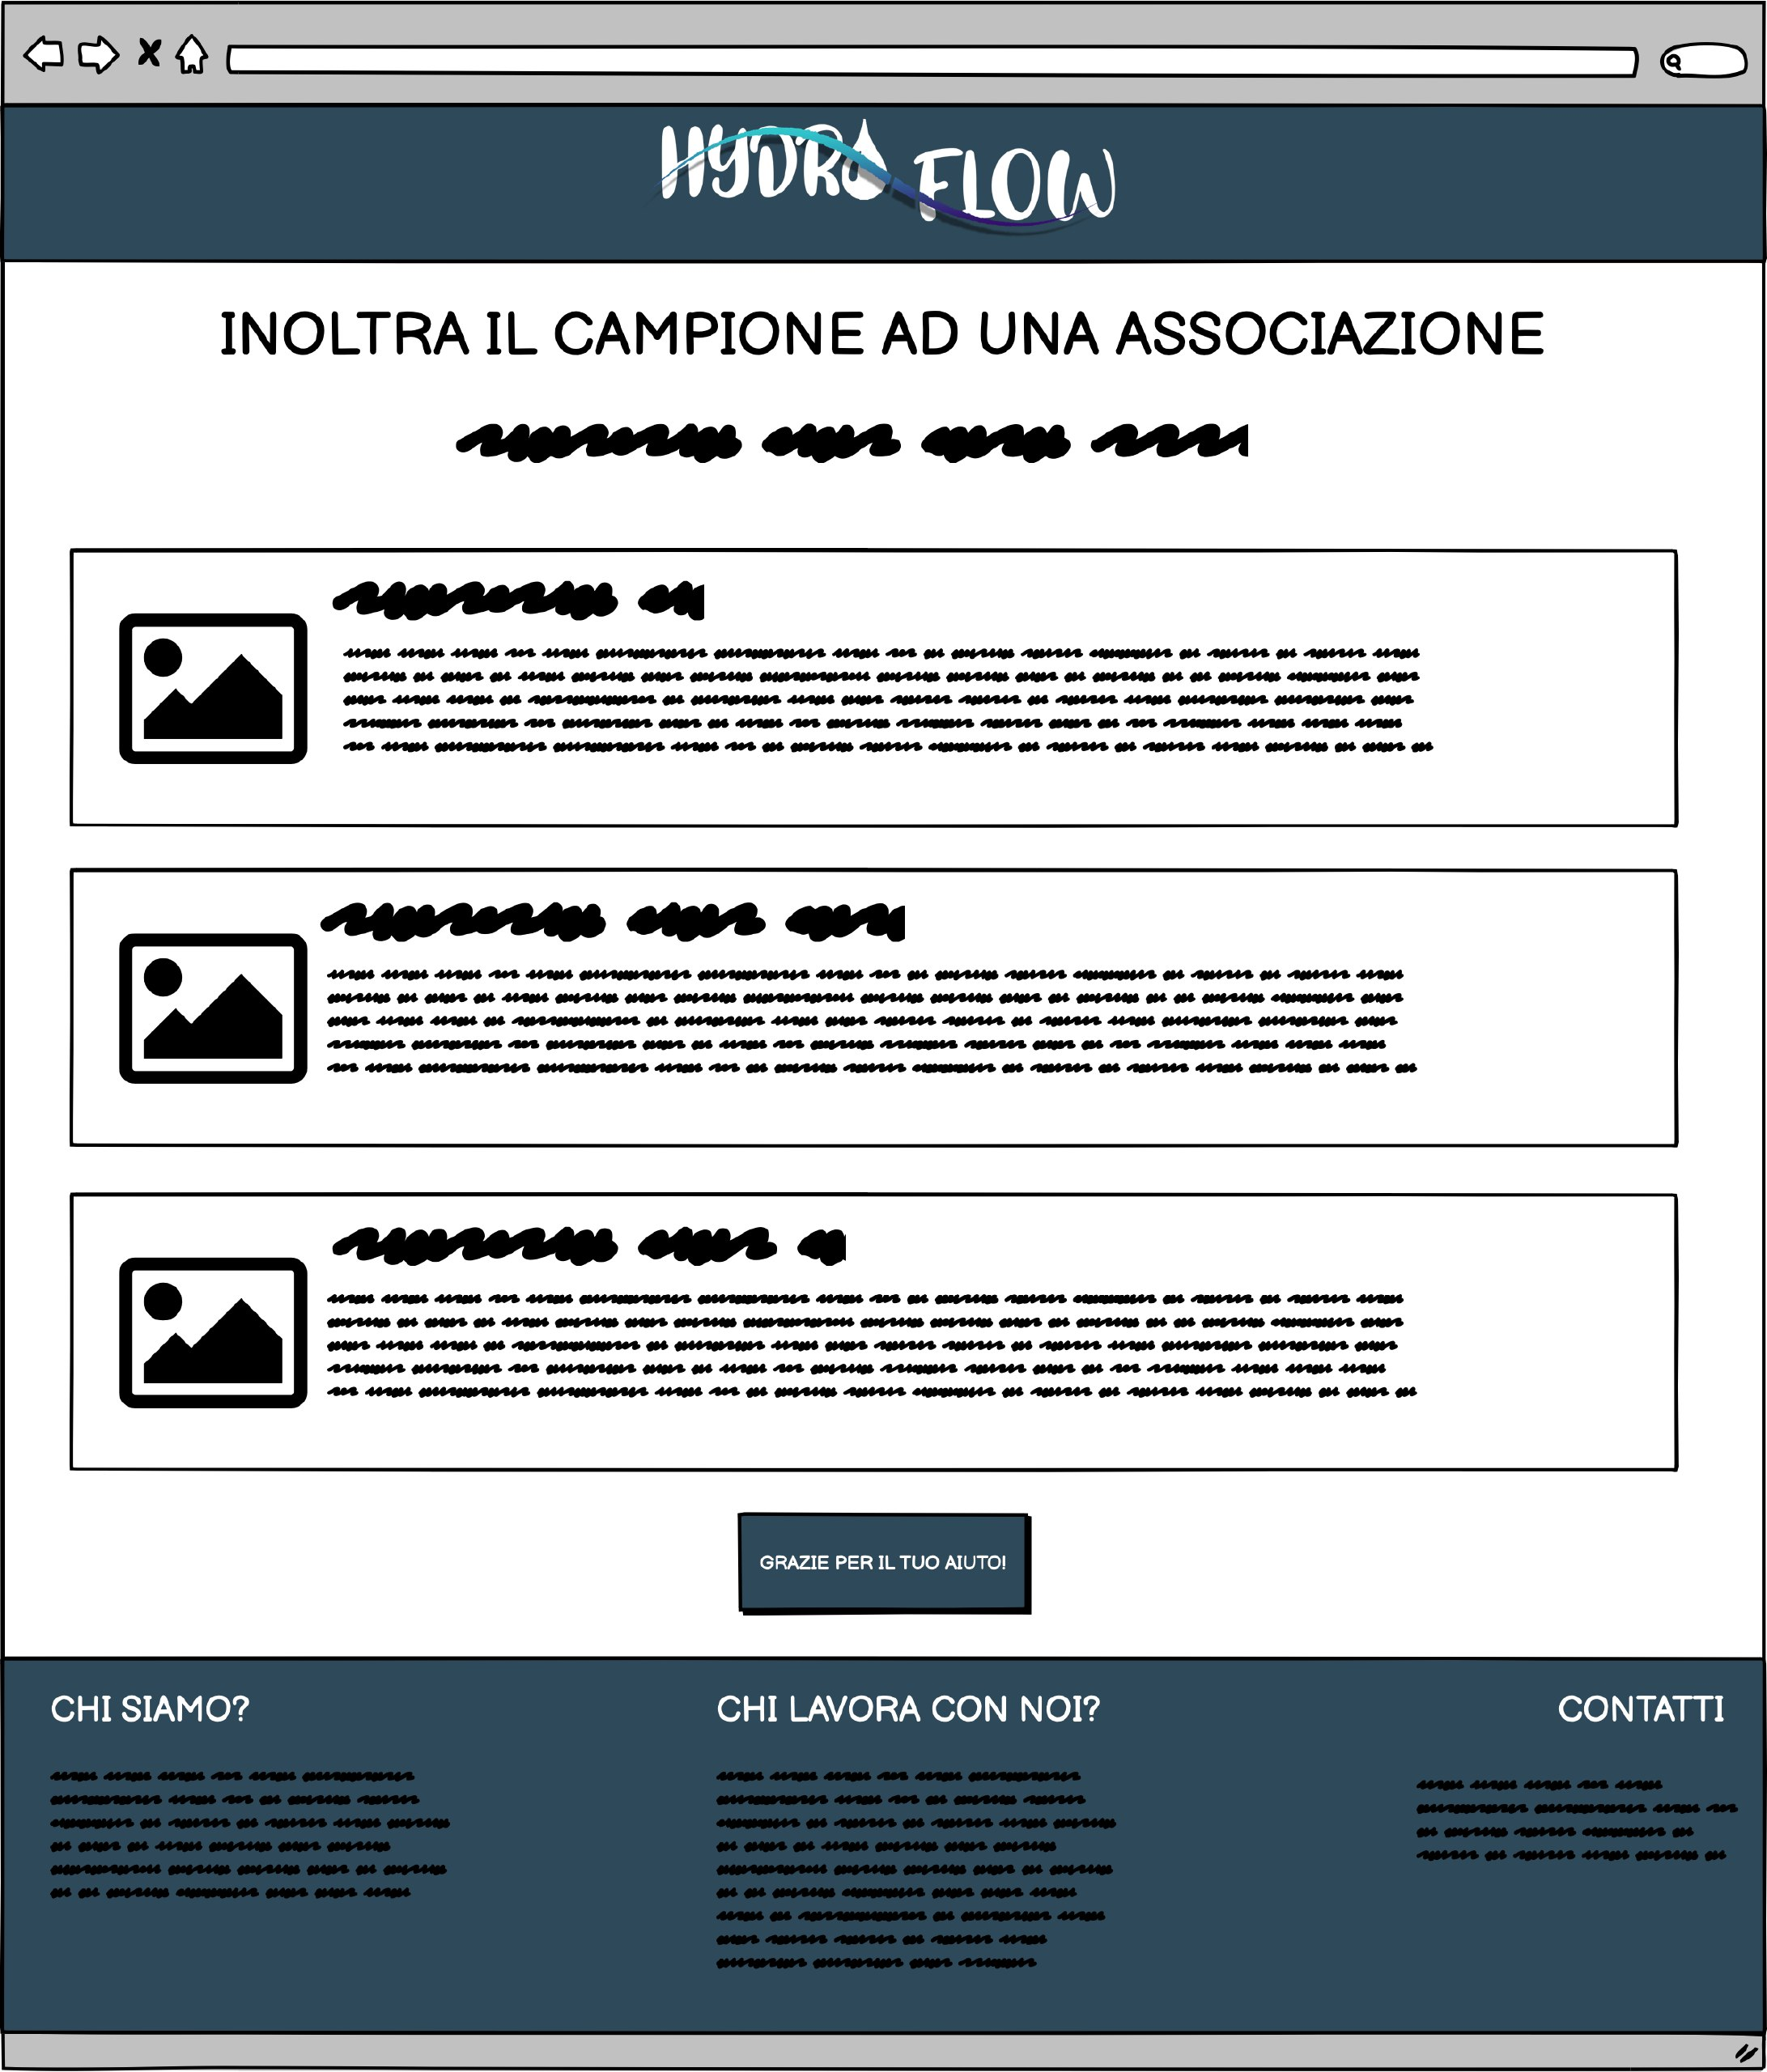 HYDRO FLOW
INOLTRA IL CAMPIONE AD UNA ASSOCIAZIONE
GRAZIE PER IL TUO AIUTO!
CHI SIAMO?
CHI LAVORA CON NOI?
CONTATTI